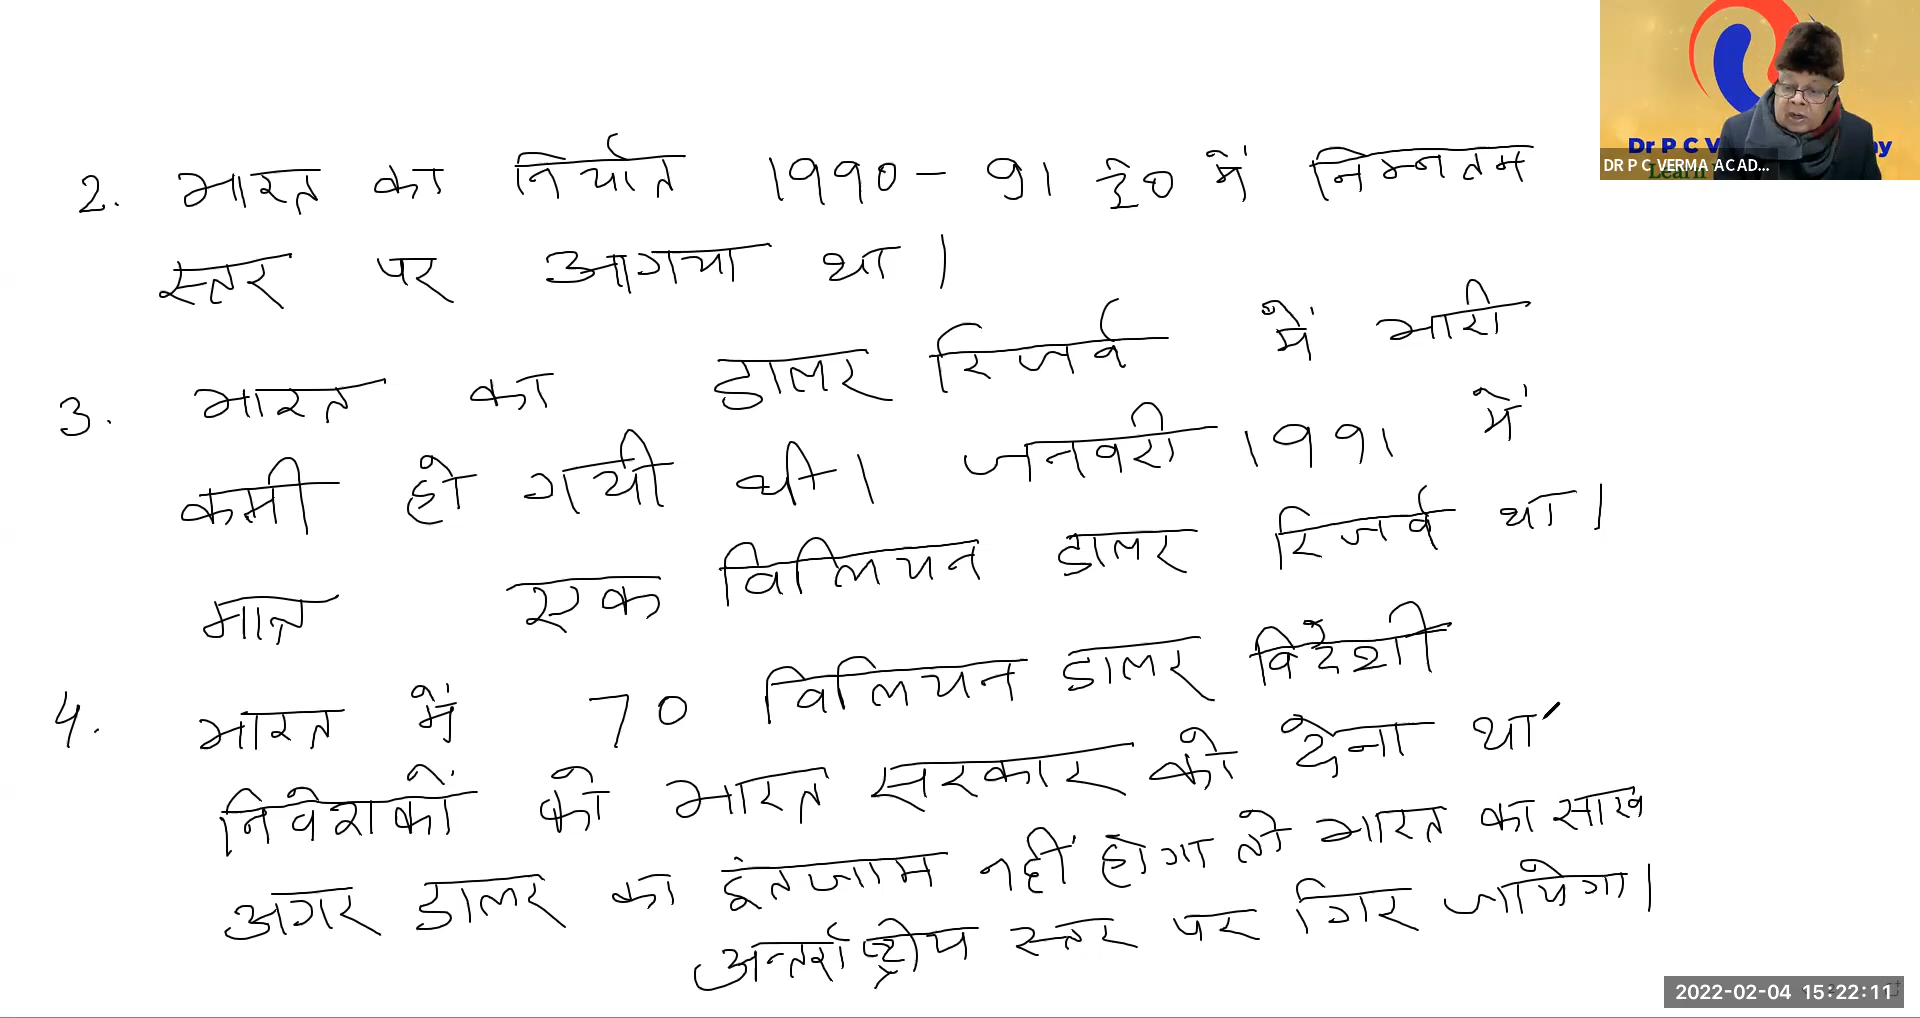 2. भारत का निर्यात 1990-91 ई० में निम्नतम
स्तर पर आगया था।
3. भारत का डालर रिजर्व में भारी
कमी हो गयी थी। जनवरी 1991 में
मात्र एक विलियन डालर रिजर्व था।
4. भारत में 70 विलियन डालर विदेशी
निवेशकों को भारत सरकार को देना था
अगर डालर का इंतजाम नहीं होगा तो भारत का साख
अन्तर्राष्ट्रीय स्तर पर गिर जायेगा।
Dr P C V
DR P C VERMA ACAD...
Learn
2022-02-04 15:22:11